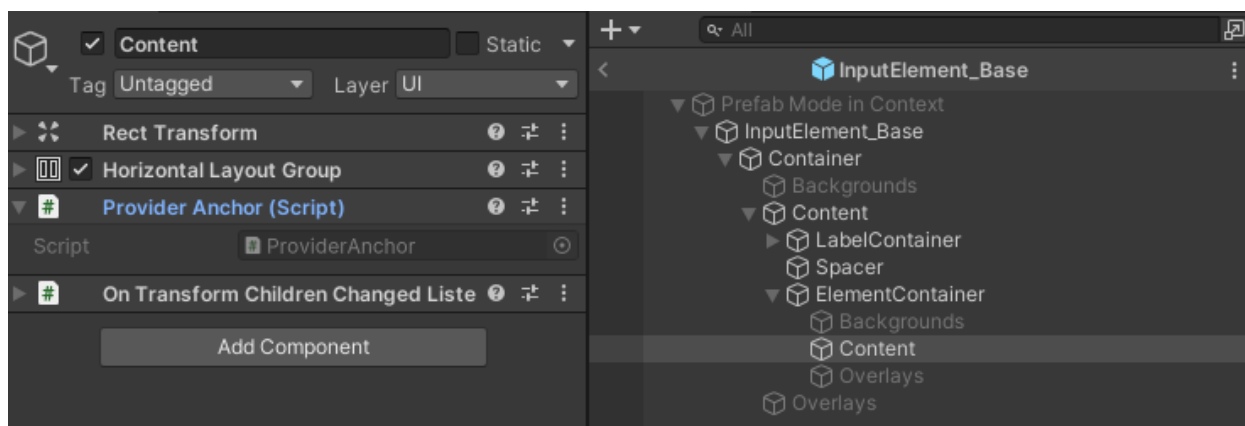 Content
Static
Tag Untagged
Layer UI
Rect Transform
Horizontal Layout Group
#
Provider Anchor (Script)
Script
# ProviderAnchor
#
On Transform Children Changed Liste
Add Component
All
InputElement_Base
Prefab Mode in Context
InputElement_Base
Container
Backgrounds
Content
LabelContainer
Spacer
ElementContainer
Backgrounds
Content
Overlays
Overlays